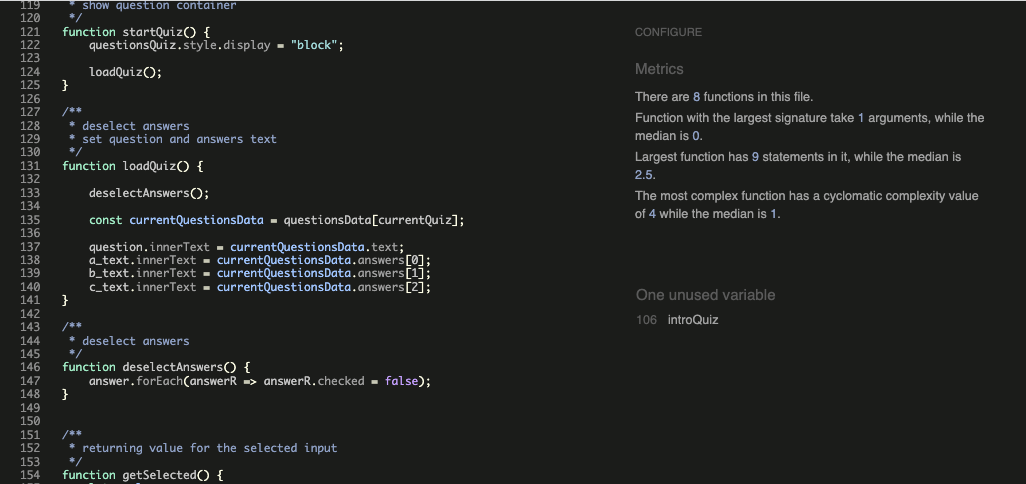 119 * show question container
120 */
121 function startQuiz() {
122 questionsQuiz.style.display = "block";
123
124 loadQuiz();
125 }
126
127 /**
128 * deselect answers
129 * set question and answers text
130 */
131 function loadQuiz() {
132
133 deselectAnswers();
134
135 const currentQuestionsData = questionsData[currentQuiz];
136
137 question.innerText = currentQuestionsData.text;
138 a_text.innerText = currentQuestionsData.answers[0];
139 b_text.innerText = currentQuestionsData.answers[1];
140 c_text.innerText = currentQuestionsData.answers[2];
141 }
142
143 /**
144 * deselect answers
145 */
146 function deselectAnswers() {
147 answer.forEach(answerR => answerR.checked = false);
148 }
149
150
151 /**
152 * returning value for the selected input
153 */
154 function getSelected() {
CONFIGURE
Metrics
There are 8 functions in this file.
Function with the largest signature take 1 arguments, while the
median is 0.
Largest function has 9 statements in it, while the median is
2.5.
The most complex function has a cyclomatic complexity value
of 4 while the median is 1.
One unused variable
106 introQuiz